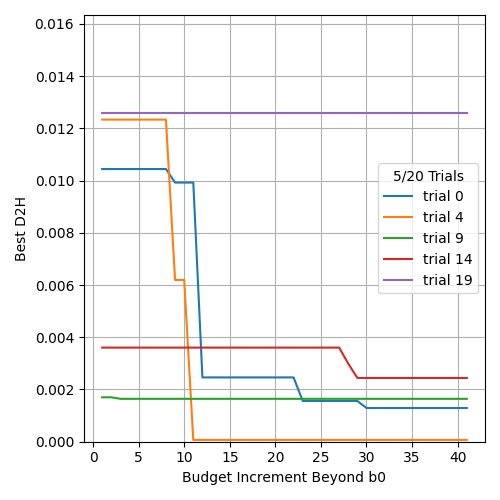 0.016
0.014
0.012
0.010
0.008
0.006
0.004
0.002
0.000
Best D2H
5/20 Trials
trial 0
trial 4
trial 9
trial 14
trial 19
0 5 10 15 20 25 30 35 40
Budget Increment Beyond b0